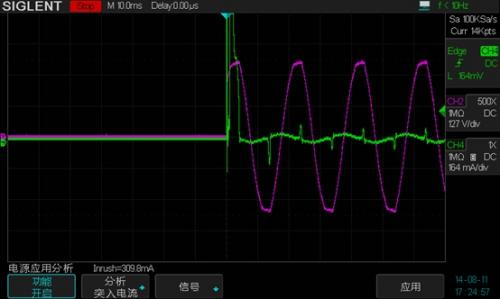 SIGLENT Stop M 10.0ms Delay:0.00µs f < 10Hz
Sa 100KSa/s
Curr 14Kpts
Edge CH4
DC
L 164mV
CH2 500X
1MΩ DC
127 V/div
CH4 1X
1MΩ B DC
164 mA/div
电源应用分析 Inrush=309.8mA
功能
开启
分析
突入电流
信号
应用
14-08-11
17:24:57